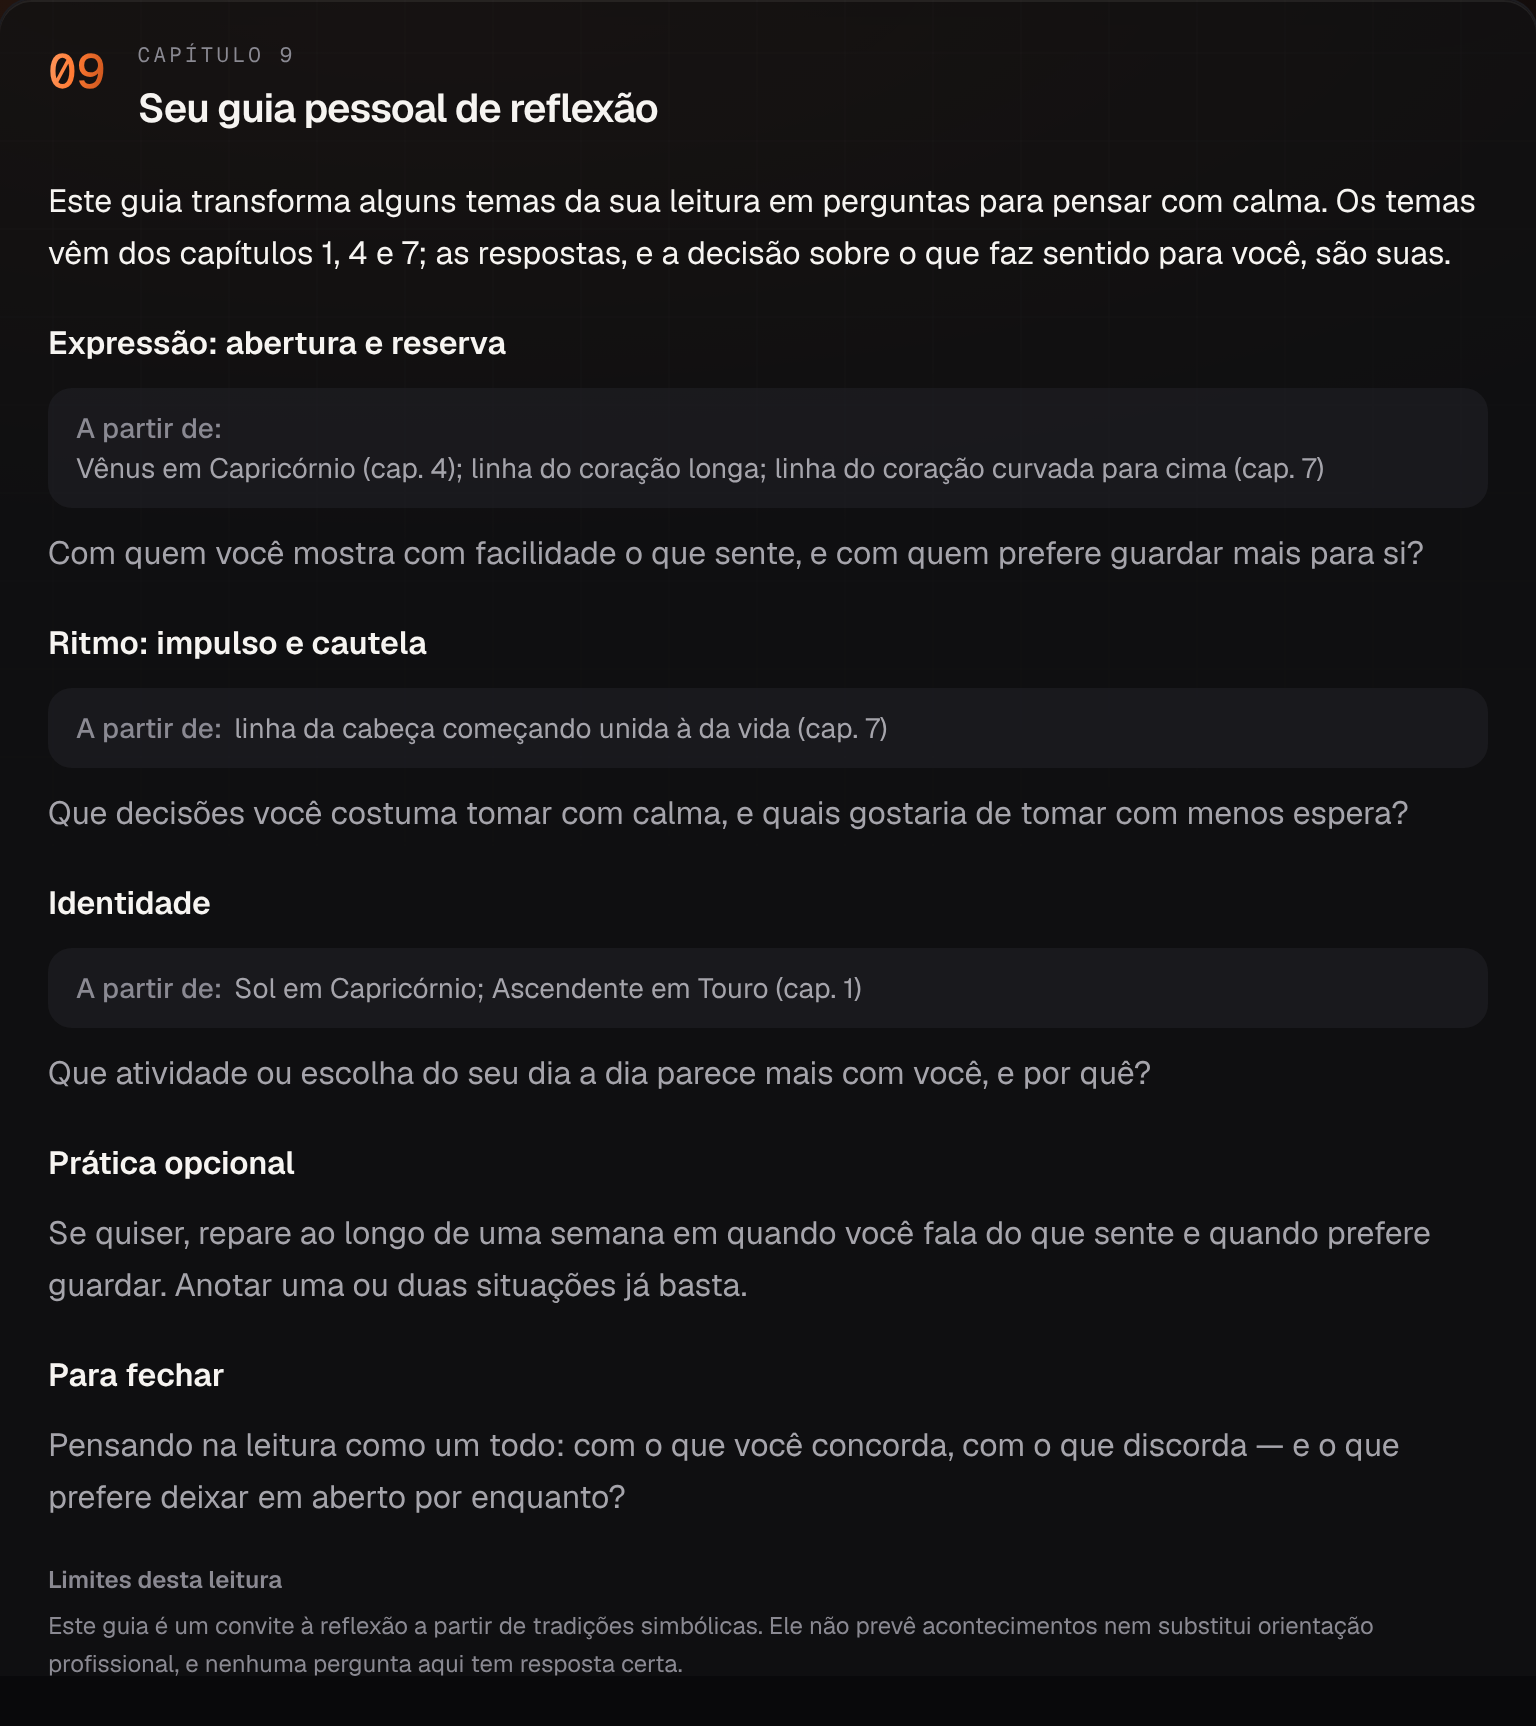 09
CAPÍTULO 9
Seu guia pessoal de reflexão
Este guia transforma alguns temas da sua leitura em perguntas para pensar com calma. Os temas
vêm dos capítulos 1, 4 e 7; as respostas, e a decisão sobre o que faz sentido para você, são suas.
Expressão: abertura e reserva
A partir de:
Vênus em Capricórnio (cap. 4); linha do coração longa; linha do coração curvada para cima (cap. 7)
Com quem você mostra com facilidade o que sente, e com quem prefere guardar mais para si?
Ritmo: impulso e cautela
A partir de: linha da cabeça começando unida à da vida (cap. 7)
Que decisões você costuma tomar com calma, e quais gostaria de tomar com menos espera?
Identidade
A partir de: Sol em Capricórnio; Ascendente em Touro (cap. 1)
Que atividade ou escolha do seu dia a dia parece mais com você, e por quê?
Prática opcional
Se quiser, repare ao longo de uma semana em quando você fala do que sente e quando prefere
guardar. Anotar uma ou duas situações já basta.
Para fechar
Pensando na leitura como um todo: com o que você concorda, com o que discorda — e o que
prefere deixar em aberto por enquanto?
Limites desta leitura
Este guia é um convite à reflexão a partir de tradições simbólicas. Ele não prevê acontecimentos nem substitui orientação
profissional, e nenhuma pergunta aqui tem resposta certa.